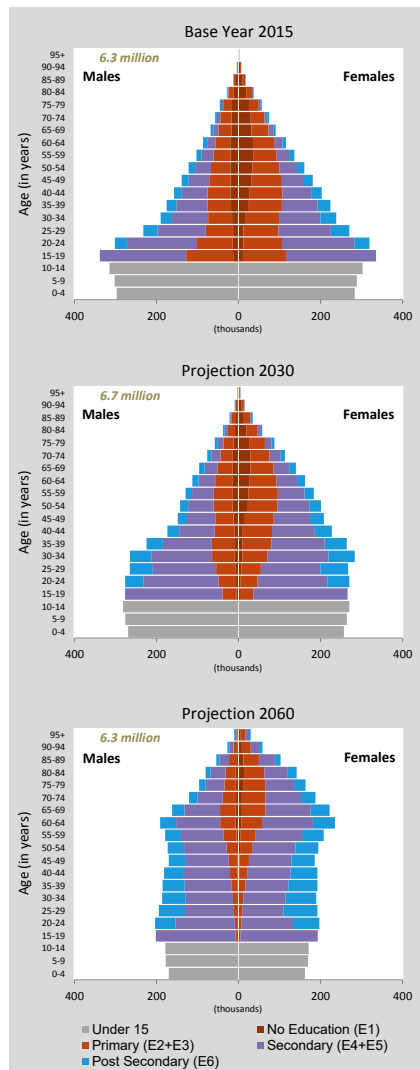 Base Year 2015
6.3 million
Males
Females
Age (in years)
95+
90-94
85-89
80-84
75-79
70-74
65-69
60-64
55-59
50-54
45-49
40-44
35-39
30-34
25-29
20-24
15-19
10-14
5-9
0-4
400 200 0 200 400
(thousands)
Projection 2030
6.7 million
Males
Females
Age (in years)
95+
90-94
85-89
80-84
75-79
70-74
65-69
60-64
55-59
50-54
45-49
40-44
35-39
30-34
25-29
20-24
15-19
10-14
5-9
0-4
400 200 0 200 400
(thousands)
Projection 2060
6.3 million
Males
Females
Age (in years)
95+
90-94
85-89
80-84
75-79
70-74
65-69
60-64
55-59
50-54
45-49
40-44
35-39
30-34
25-29
20-24
15-19
10-14
5-9
0-4
400 200 0 200 400
(thousands)
Under 15 No Education (E1)
Primary (E2+E3) Secondary (E4+E5)
Post Secondary (E6)